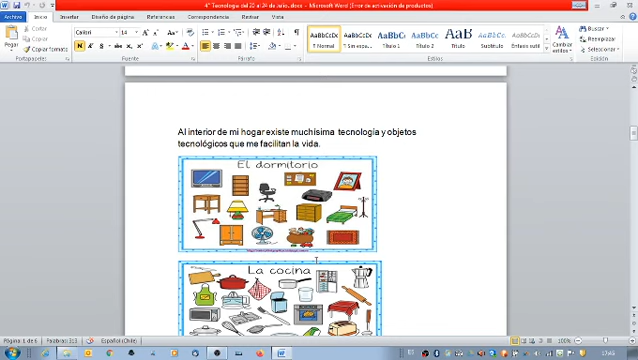 4° Tecnologia del 22 al 24 de Julio..docx - Microsoft Word (Error de activación de productos)
Archivo Inicio Insertar Diseño de página Referencias Correspondencia Revisar Vista
Pegar
Cortar
Copiar
Copiar formato
Calibri 14
Portapapeles Fuente Párrafo Estilos Edición
AaBbCcDc AaBbCcDc AaBbC AaBbCc AaB AaBbCc AaBbCcDc
¶ Normal ¶ Sin espa... Título 1 Título 2 Título Subtítulo Énfasis sutil
Cambiar estilos
Buscar
Reemplazar
Seleccionar
Al interior de mi hogar existe muchísima tecnología y objetos
tecnológicos que me facilitan la vida.
El dormitorio
La cocina
Página: 1 de 6 Palabras: 313 Español (Chile) 100%
ES